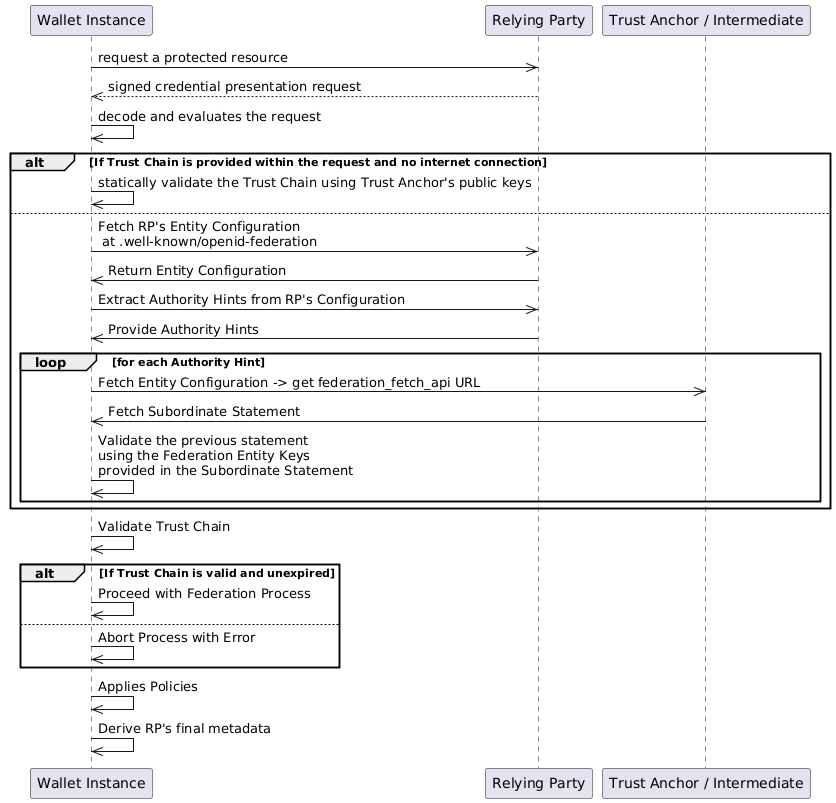 Wallet Instance
Relying Party
Trust Anchor / Intermediate
request a protected resource
signed credential presentation request
decode and evaluates the request
alt
[If Trust Chain is provided within the request and no internet connection]
statically validate the Trust Chain using Trust Anchor's public keys
Fetch RP's Entity Configuration
at .well-known/openid-federation
Return Entity Configuration
Extract Authority Hints from RP's Configuration
Provide Authority Hints
loop
[for each Authority Hint]
Fetch Entity Configuration -> get federation_fetch_api URL
Fetch Subordinate Statement
Validate the previous statement
using the Federation Entity Keys
provided in the Subordinate Statement
Validate Trust Chain
alt
[If Trust Chain is valid and unexpired]
Proceed with Federation Process
Abort Process with Error
Applies Policies
Derive RP's final metadata
Wallet Instance
Relying Party
Trust Anchor / Intermediate